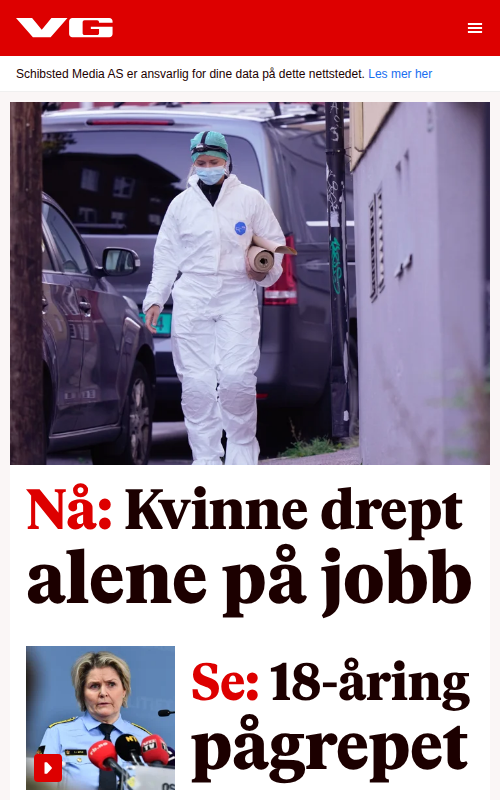 VG
Schibsted Media AS er ansvarlig for dine data på dette nettstedet. Les mer her
Nå: Kvinne drept
alene på jobb
Se: 18-åring
pågrepet